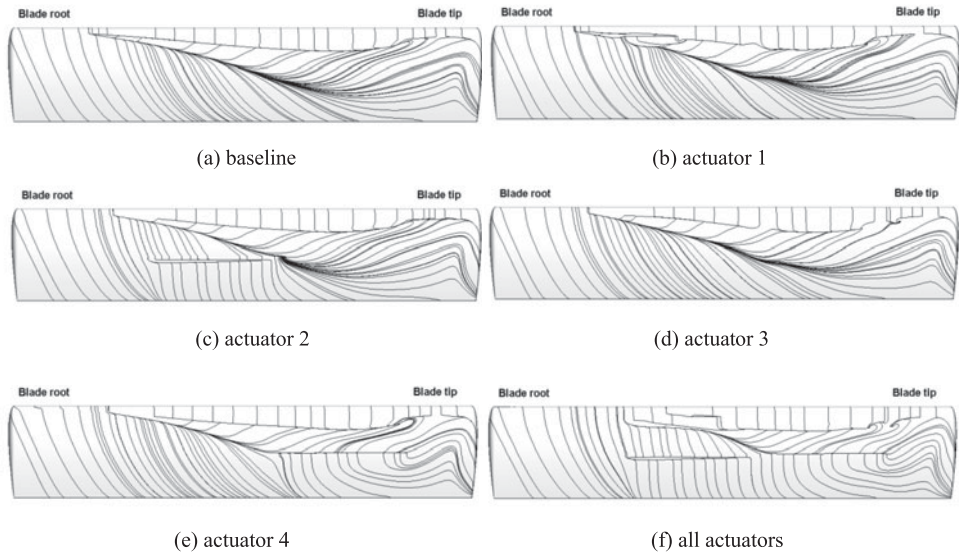 Blade root Blade tip Blade root Blade tip
(a) baseline (b) actuator 1
Blade root Blade tip Blade root Blade tip
(c) actuator 2 (d) actuator 3
Blade root Blade tip Blade root Blade tip
(e) actuator 4 (f) all actuators